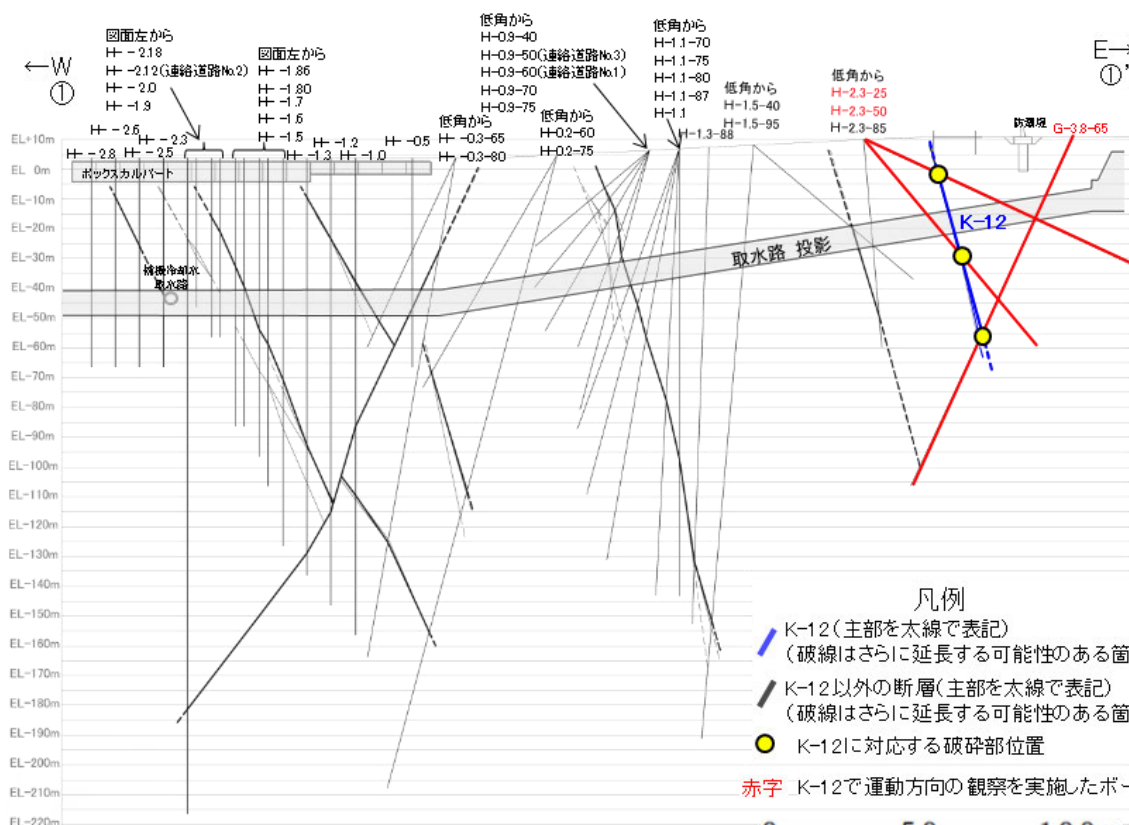 ←W
①
図面左から
H- -2.18
H- -2.12(連絡道路No.2)
H- -2.0
H- -1.9
図面左から
H- -1.86
H- -1.80
H- -1.7
H- -1.6
H- -1.5
低角から
H-0.9-40
H-0.9-50(連絡道路No.3)
H-0.9-60(連絡道路No.1)
H-0.9-70
H-0.9-75
低角から
H-1.1-70
H-1.1-75
H-1.1-80
H-1.1-87
H-1.1
低角から
H-1.5-40
H-1.5-95
低角から
H-2.3-25
H-2.3-50
H-2.3-85
E→
①'
防潮堤
G-3.8-65
H- -2.6
H- -2.3
H- -2.8
H- -2.5
H- -1.3
H- -1.2
H- -1.0
H- -0.5
低角から
H- -0.3-65
H- -0.3-80
低角から
H-0.2-60
H-0.2-75
H-1.3-88
ボックスカルバート
補機冷却水
取水路
取水路 投影
K-12
EL+10m
EL 0m
EL-10m
EL-20m
EL-30m
EL-40m
EL-50m
EL-60m
EL-70m
EL-80m
EL-90m
EL-100m
EL-110m
EL-120m
EL-130m
EL-140m
EL-150m
EL-160m
EL-170m
EL-180m
EL-190m
EL-200m
EL-210m
EL-220m
凡例
K-12(主部を太線で表記)
(破線はさらに延長する可能性のある箇
K-12以外の断層(主部を太線で表記)
(破線はさらに延長する可能性のある箇
K-12に対応する破砕部位置
赤字 K-12で運動方向の観察を実施したボー